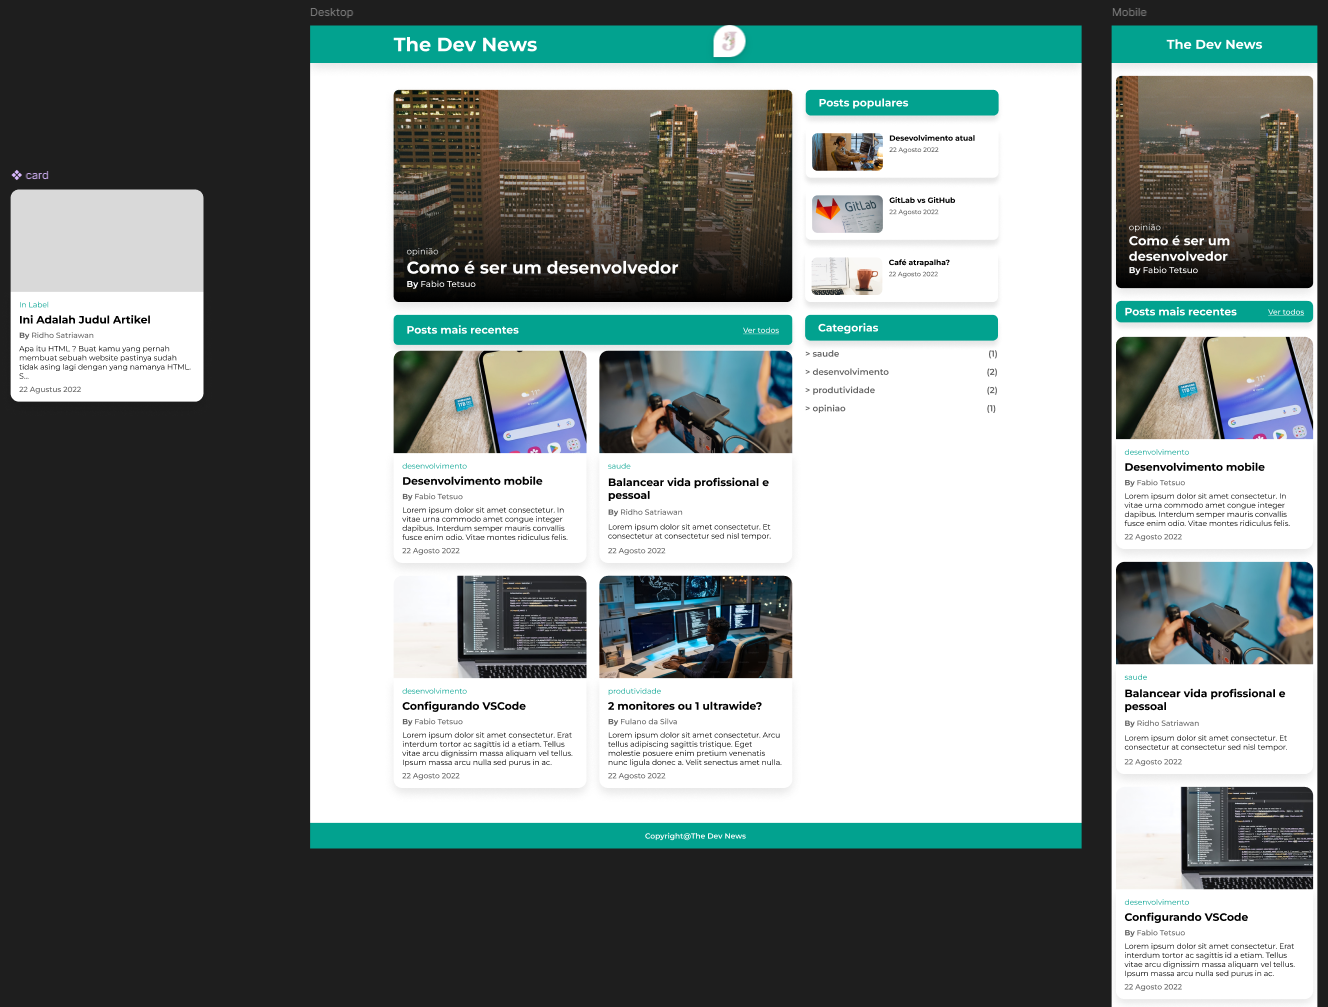 Desktop
Mobile
card
In Label
Ini Adalah Judul Artikel
By Ridho Satriawan
Apa itu HTML ? Buat kamu yang pernah
membuat sebuah website pastinya sudah
tidak asing lagi dengan yang namanya HTML.
S...
22 Agustus 2022
The Dev News
opinião
Como é ser um desenvolvedor
By Fabio Tetsuo
Posts populares
Desevolvimento atual
22 Agosto 2022
GitLab
GitLab vs GitHub
22 Agosto 2022
Café atrapalha?
22 Agosto 2022
Posts mais recentes
Ver todos
Categorias
> saude (1)
> desenvolvimento (2)
> produtividade (2)
> opiniao (1)
desenvolvimento
Desenvolvimento mobile
By Fabio Tetsuo
Lorem ipsum dolor sit amet consectetur. In
vitae urna commodo amet congue integer
dapibus. Interdum semper mauris convallis
fusce enim odio. Vitae montes ridiculus felis.
22 Agosto 2022
saude
Balancear vida profissional e
pessoal
By Ridho Satriawan
Lorem ipsum dolor sit amet consectetur. Et
consectetur at consectetur sed nisl tempor.
22 Agosto 2022
desenvolvimento
Configurando VSCode
By Fabio Tetsuo
Lorem ipsum dolor sit amet consectetur. Erat
interdum tortor ac sagittis id a etiam. Tellus
vitae arcu dignissim massa aliquam vel tellus.
Ipsum massa arcu nulla sed purus in ac.
22 Agosto 2022
produtividade
2 monitores ou 1 ultrawide?
By Fulano da Silva
Lorem ipsum dolor sit amet consectetur. Arcu
tellus adipiscing sagittis tristique. Eget
molestie posuere enim pretium venenatis
nunc ligula donec a. Velit senectus amet nulla.
22 Agosto 2022
Copyright@The Dev News
The Dev News
opinião
Como é ser um
desenvolvedor
By Fabio Tetsuo
Posts mais recentes
Ver todos
desenvolvimento
Desenvolvimento mobile
By Fabio Tetsuo
Lorem ipsum dolor sit amet consectetur. In
vitae urna commodo amet congue integer
dapibus. Interdum semper mauris convallis
fusce enim odio. Vitae montes ridiculus felis.
22 Agosto 2022
saude
Balancear vida profissional e
pessoal
By Ridho Satriawan
Lorem ipsum dolor sit amet consectetur. Et
consectetur at consectetur sed nisl tempor.
22 Agosto 2022
desenvolvimento
Configurando VSCode
By Fabio Tetsuo
Lorem ipsum dolor sit amet consectetur. Erat
interdum tortor ac sagittis id a etiam. Tellus
vitae arcu dignissim massa aliquam vel tellus.
Ipsum massa arcu nulla sed purus in ac.
22 Agosto 2022